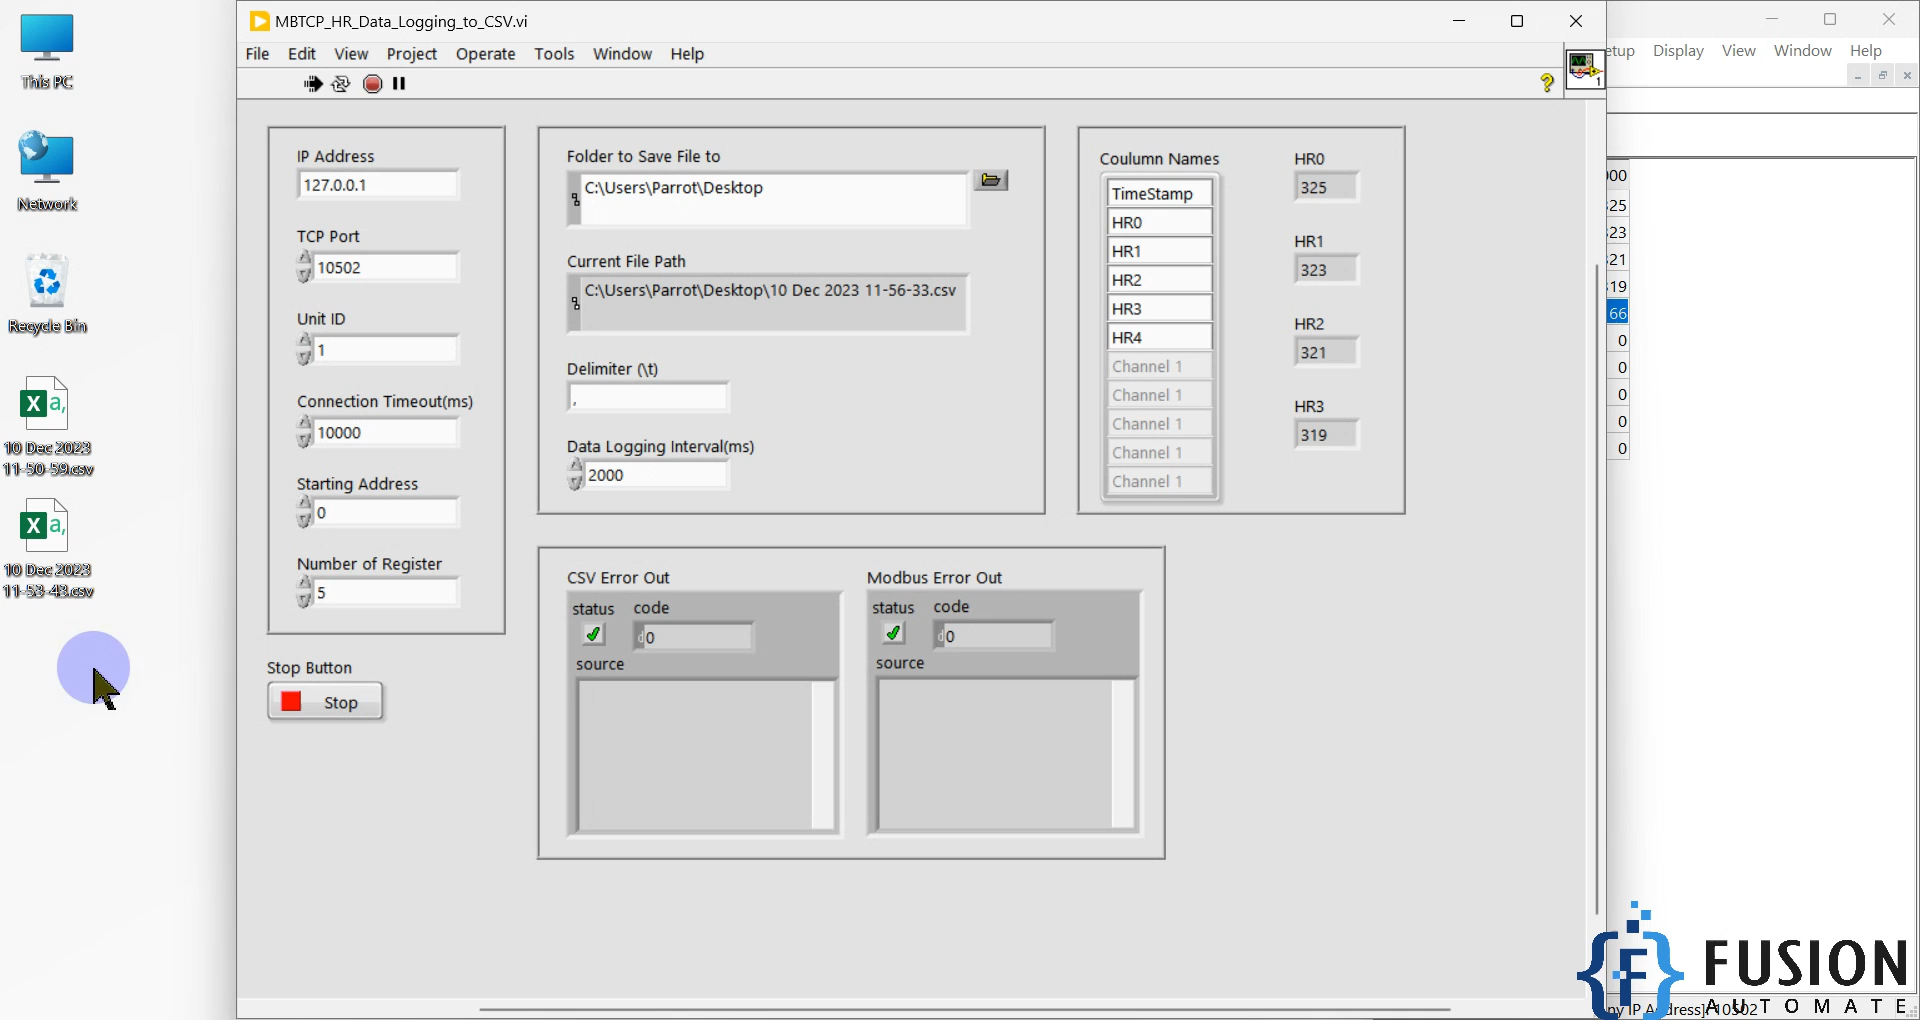 This PC
Network
Recycle Bin
10 Dec 2023
11-50-59.csv
10 Dec 2023
11-53-43.csv
MBTCP_HR_Data_Logging_to_CSV.vi
File Edit View Project Operate Tools Window Help
1
IP Address
127.0.0.1
TCP Port
10502
Unit ID
1
Connection Timeout(ms)
10000
Starting Address
0
Number of Register
5
Stop Button
Stop
Folder to Save File to
C:\Users\Parrot\Desktop
Current File Path
C:\Users\Parrot\Desktop\10 Dec 2023 11-56-33.csv
Delimiter (\t)
,
Data Logging Interval(ms)
2000
Coulumn Names
TimeStamp
HR0
HR1
HR2
HR3
HR4
Channel 1
Channel 1
Channel 1
Channel 1
Channel 1
HR0
325
HR1
323
HR2
321
HR3
319
CSV Error Out
status code
d0
source
Modbus Error Out
status code
d0
source
etup Display View Window Help
00
25
23
21
19
66
0
0
0
0
0
FUSION
AUTOMATE
10502